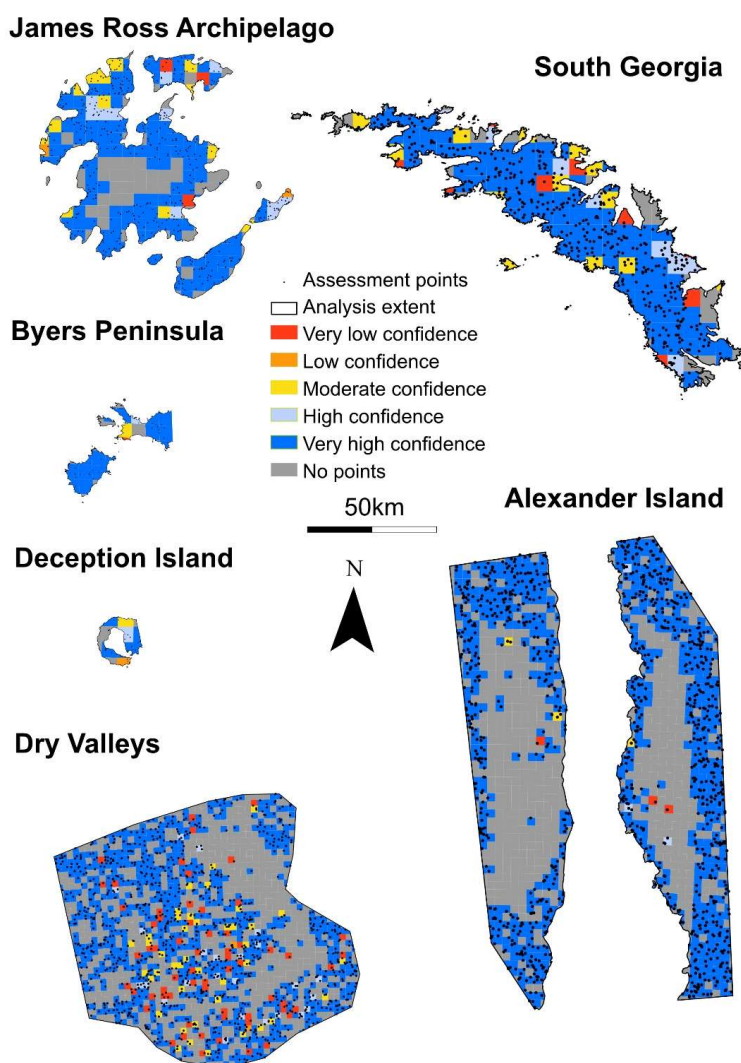 James Ross Archipelago
South Georgia
Assessment points
Analysis extent
Very low confidence
Low confidence
Moderate confidence
High confidence
Very high confidence
No points
Byers Peninsula
50km
Alexander Island
Deception Island
N
Dry Valleys